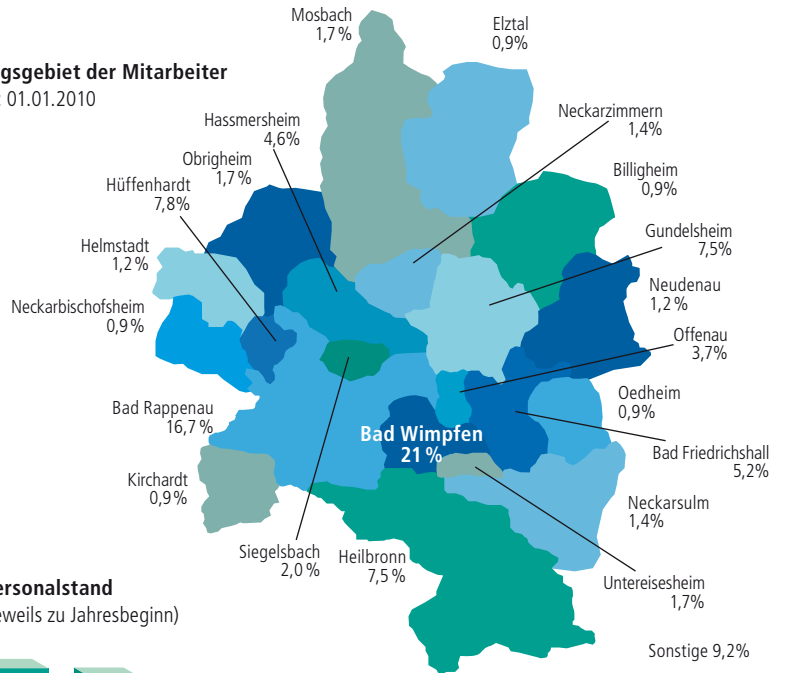 Mosbach
1,7 %
Elztal
0,9%
gsgebiet der Mitarbeiter
01.01.2010
Neckarzimmern
1,4%
Hassmersheim
4,6%
Obrigheim
1,7 %
Billigheim
0,9%
Hüffenhardt
7,8%
Gundelsheim
7,5%
Helmstadt
1,2%
Neudenau
1,2 %
Neckarbischofsheim
0,9%
Offenau
3,7%
Oedheim
0,9%
Bad Rappenau
16,7 %
Bad Wimpfen
21 %
Bad Friedrichshall
5,2%
Kirchardt
0,9%
Neckarsulm
1,4%
Siegelsbach
2,0 %
Heilbronn
7,5 %
Untereisesheim
1,7%
ersonalstand
eweils zu Jahresbeginn)
Sonstige 9,2%